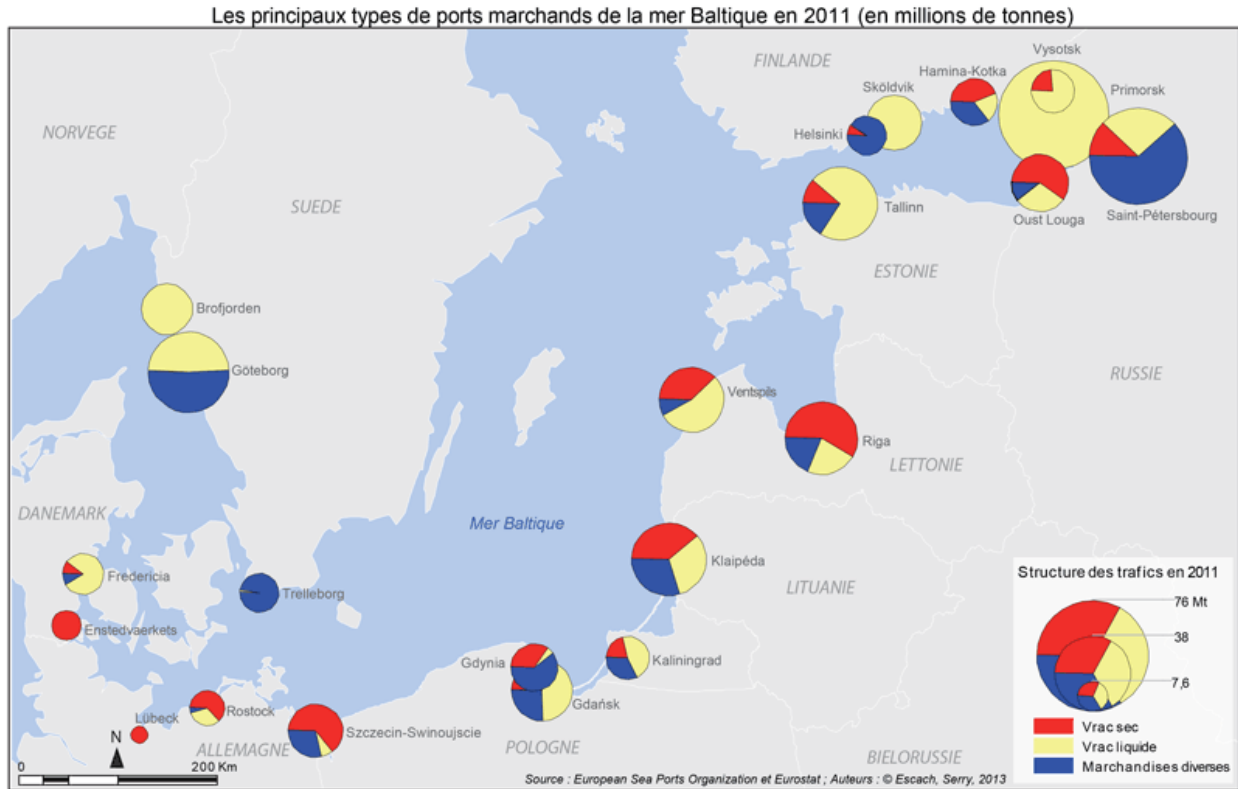 Les principaux types de ports marchands de la mer Baltique en 2011 (en millions de tonnes)
FINLANDE
Vysotsk
Hamina-Kotka
Sköldvik
Primorsk
NORVEGE
Helsinki
SUEDE
Tallinn
Oust Louga
Saint-Pétersbourg
ESTONIE
Brofjorden
Göteborg
RUSSIE
Ventspils
Riga
LETTONIE
DANEMARK
Mer Baltique
Klaipéda
Fredericia
Trelleborg
LITUANIE
Enstedvaerkets
Gdynia
Kaliningrad
Gdańsk
Lübeck
Rostock
Szczecin-Swinoujscie
N
ALLEMAGNE
POLOGNE
BIELORUSSIE
0 200 Km
Structure des trafics en 2011
76 Mt
38
7,6
Vrac sec
Vrac liquide
Marchandises diverses
Source : European Sea Ports Organization et Eurostat ; Auteurs : © Escach, Serry, 2013